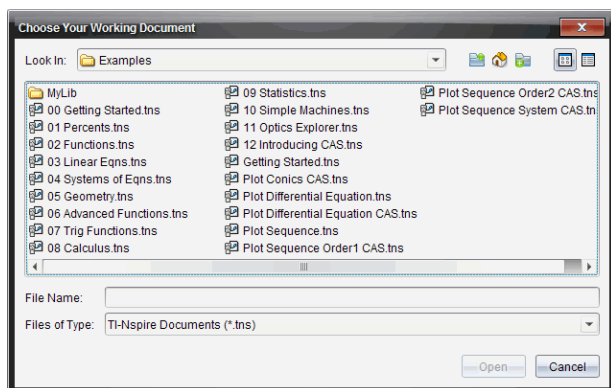 Choose Your Working Document
Look In: Examples
MyLib
00 Getting Started.tns
01 Percents.tns
02 Functions.tns
03 Linear Eqns.tns
04 Systems of Eqns.tns
05 Geometry.tns
06 Advanced Functions.tns
07 Trig Functions.tns
08 Calculus.tns
09 Statistics.tns
10 Simple Machines.tns
11 Optics Explorer.tns
12 Introducing CAS.tns
Getting Started.tns
Plot Conics CAS.tns
Plot Differential Equation.tns
Plot Differential Equation CAS.tns
Plot Sequence.tns
Plot Sequence Order1 CAS.tns
Plot Sequence Order2 CAS.tns
Plot Sequence System CAS.tn
File Name:
Files of Type: TI-Nspire Documents (*.tns)
Open Cancel